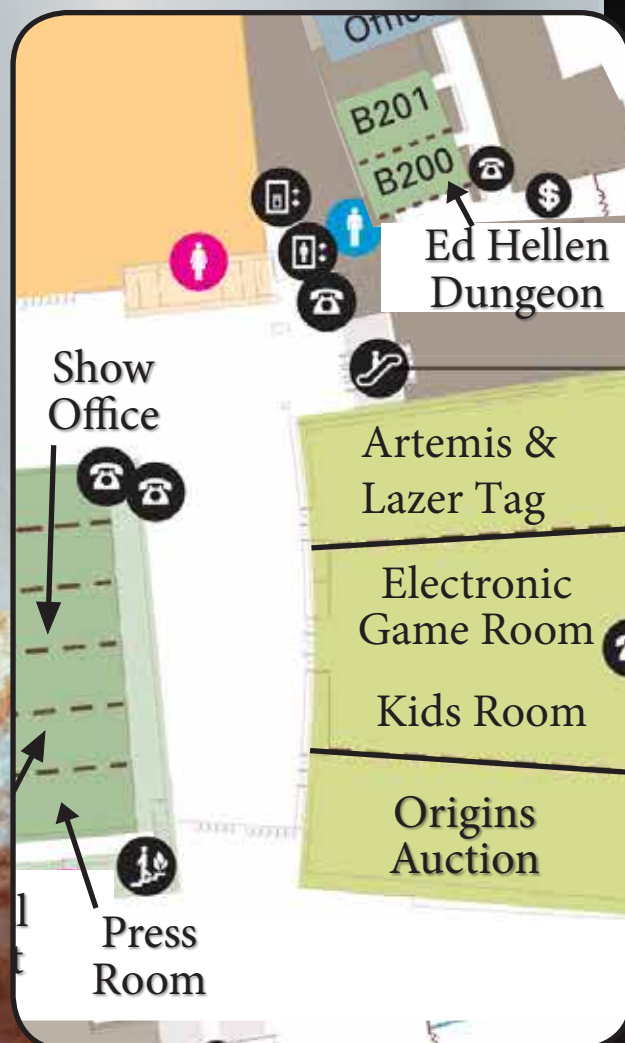 B201
B200
$
Ed Hellen
Dungeon
Show
Office
Artemis &
Lazer Tag
Electronic
Game Room
Kids Room
Origins
Auction
Press
Room